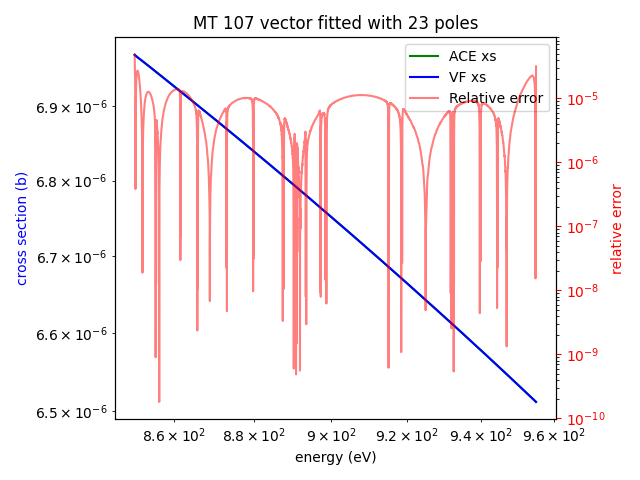 MT 107 vector fitted with 23 poles
ACE xs
VF xs
Relative error
cross section (b)
6.9 × 10⁻⁶
6.8 × 10⁻⁶
6.7 × 10⁻⁶
6.6 × 10⁻⁶
6.5 × 10⁻⁶
10⁻⁵
10⁻⁶
10⁻⁷
10⁻⁸
10⁻⁹
10⁻¹⁰
relative error
8.6 × 10² 8.8 × 10² 9 × 10² 9.2 × 10² 9.4 × 10² 9.6 × 10²
energy (eV)